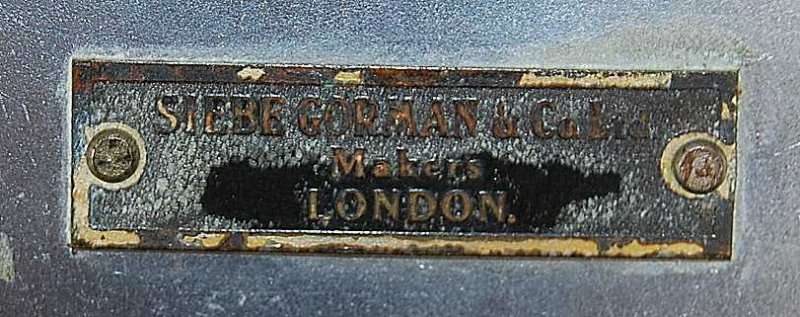 SIEBE GORMAN & Co Ltd.
Makers
LONDON.